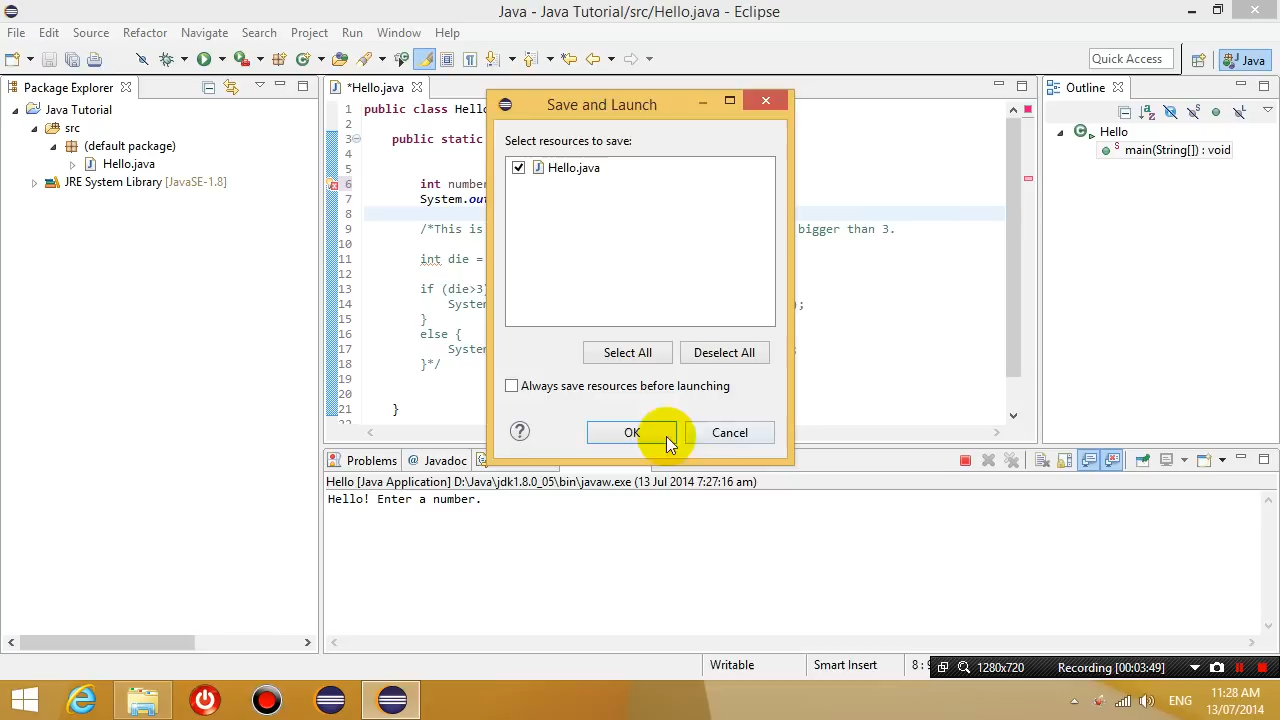 Java - Java Tutorial/src/Hello.java - Eclipse
File Edit Source Refactor Navigate Search Project Run Window Help
Quick Access
Java
Package Explorer
Java Tutorial
src
(default package)
Hello.java
JRE System Library [JavaSE-1.8]
*Hello.java
1 public class Hello
2
3 public static
4
5
6 int number
7 System.out
8
9 /*This is bigger than 3.
10
11 int die =
12
13 if (die>3)
14 System );
15 }
16 else {
17 System ;
18 }*/
19
20
21 }
22
Save and Launch
Select resources to save:
Hello.java
Select All
Deselect All
Always save resources before launching
OK
Cancel
Outline
Hello
main(String[]) : void
Problems
@ Javadoc
Hello [Java Application] D:\Java\jdk1.8.0_05\bin\javaw.exe (13 Jul 2014 7:27:16 am)
Hello! Enter a number.
Writable
Smart Insert
8 :
1280x720
Recording [00:03:49]
ENG
11:28 AM
13/07/2014